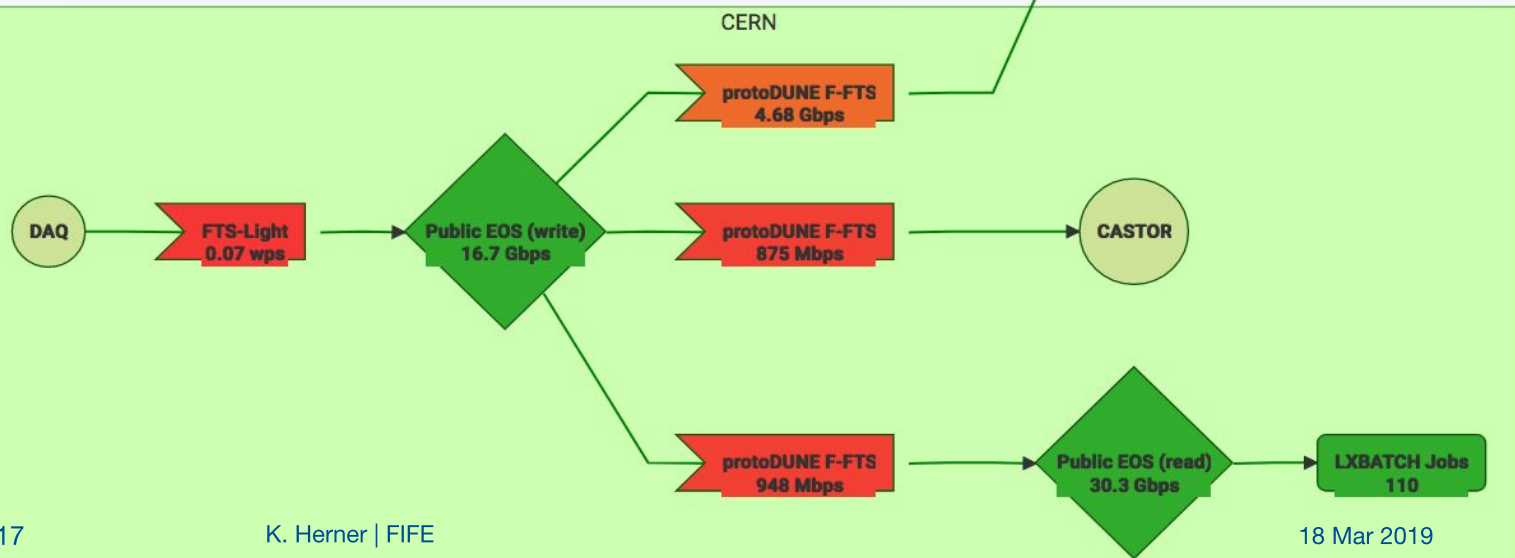 CERN
protoDUNE F-FTS
4.68 Gbps
DAQ
FTS-Light
0.07 wps
Public EOS (write)
16.7 Gbps
protoDUNE F-FTS
875 Mbps
CASTOR
protoDUNE F-FTS
948 Mbps
Public EOS (read)
30.3 Gbps
LXBATCH Jobs
110
17
K. Herner | FIFE
18 Mar 2019